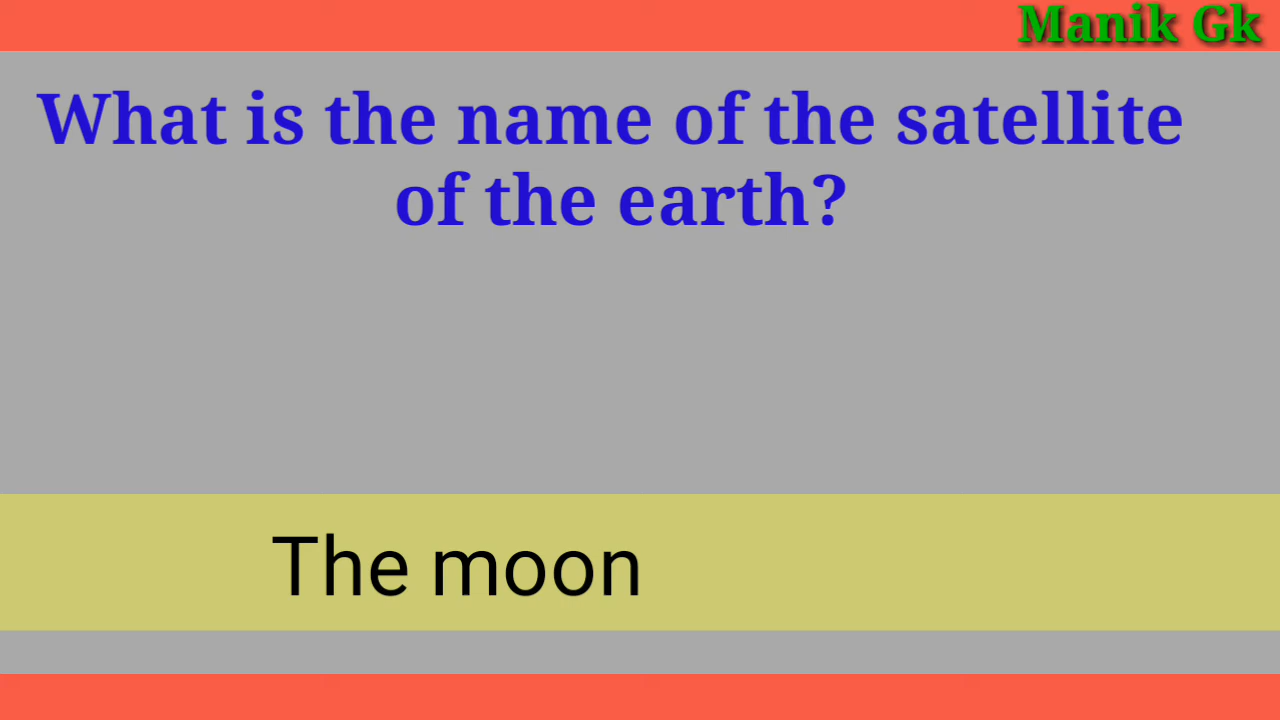 Manik Gk
What is the name of the satellite
of the earth?
The moon